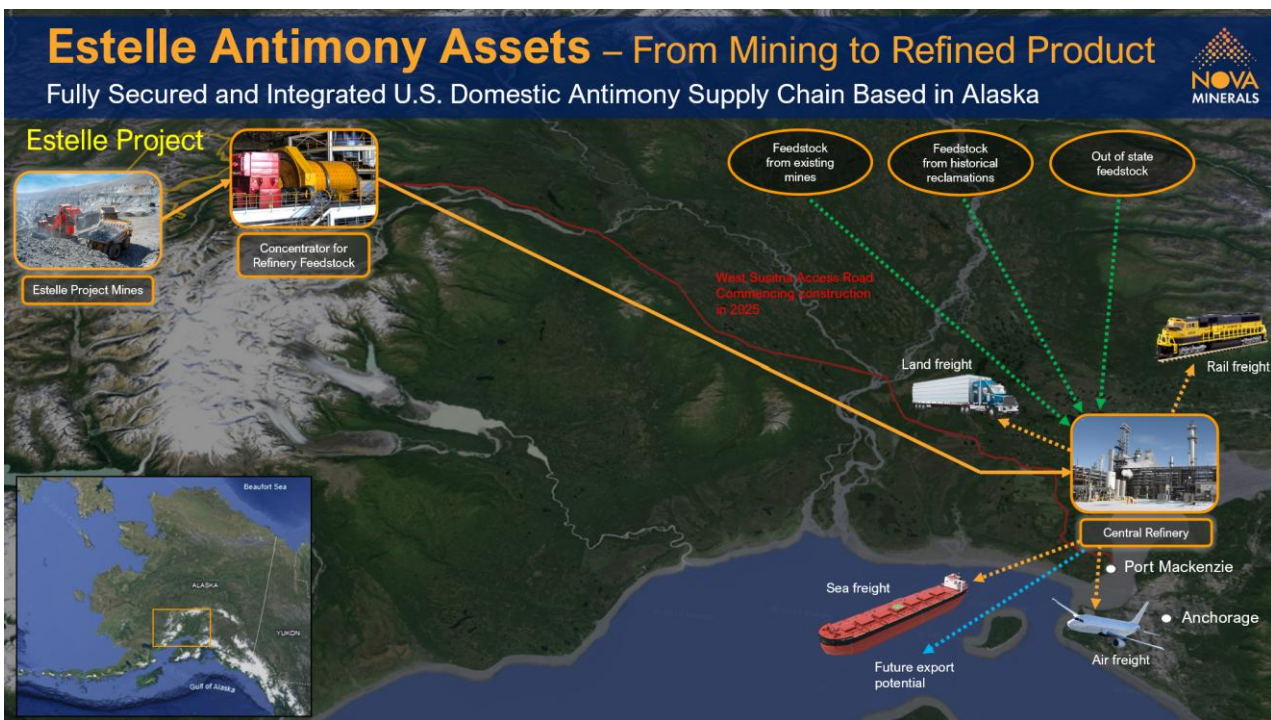 Estelle Antimony Assets – From Mining to Refined Product
Fully Secured and Integrated U.S. Domestic Antimony Supply Chain Based in Alaska
NOVA
MINERALS
Estelle Project
Estelle Project Mines
Concentrator for
Refinery Feedstock
Feedstock
from existing
mines
Feedstock
from historical
reclamations
Out of state
feedstock
West Susitna Access Road
Commencing construction
in 2025
Land freight
Rail freight
Central Refinery
Port Mackenzie
Anchorage
Sea freight
Air freight
Future export
potential
Beaufort Sea
ALASKA
YUKON
Gulf of Alaska